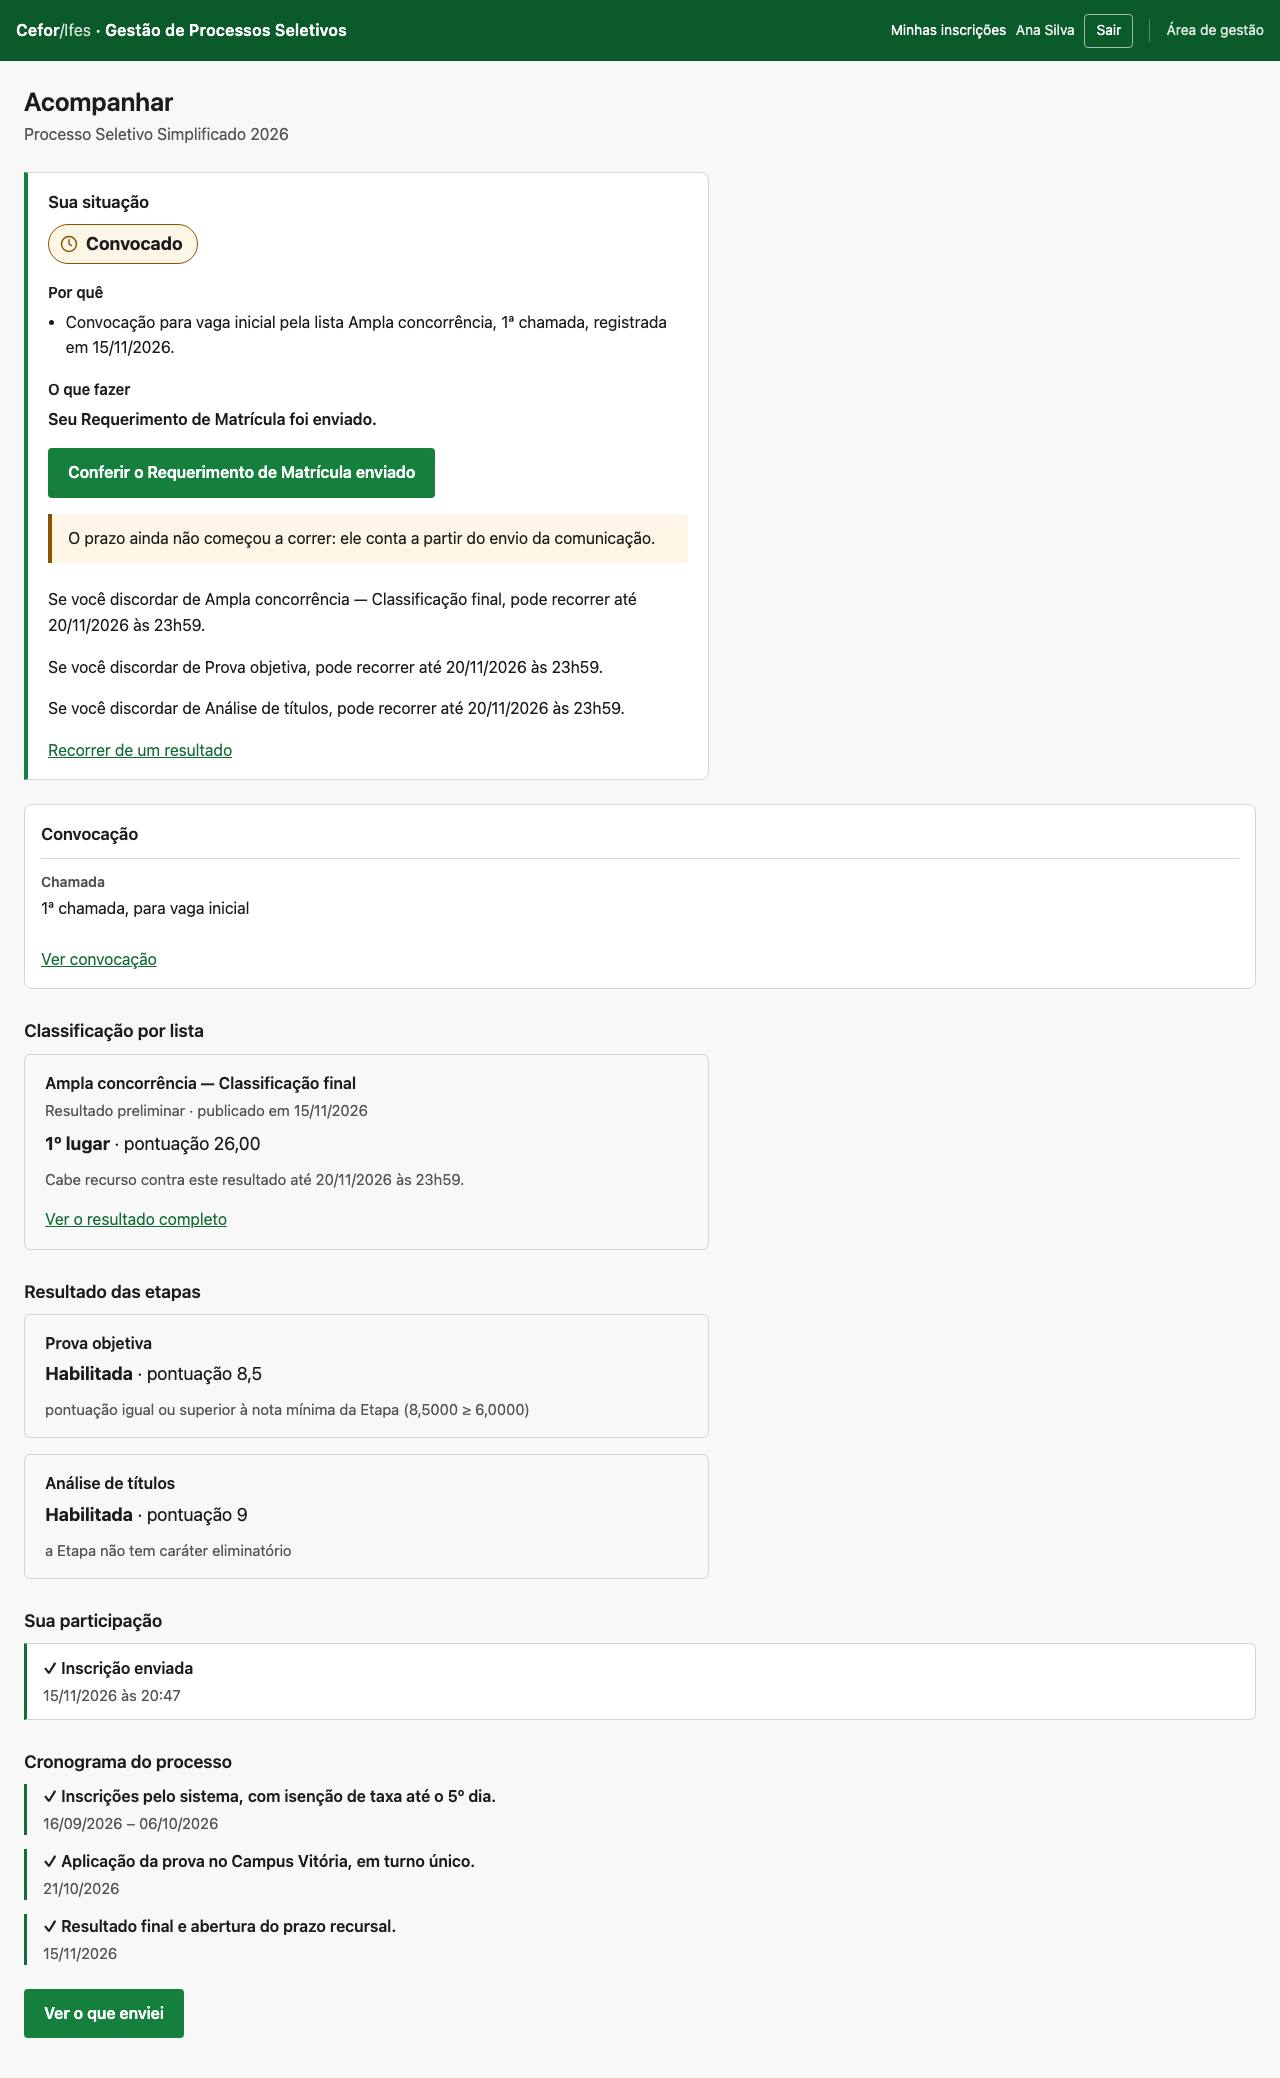 Cefor/Ifes · Gestão de Processos Seletivos
Minhas inscrições
Ana Silva
Sair
Área de gestão
Acompanhar
Processo Seletivo Simplificado 2026
Sua situação
Convocado
Por quê
• Convocação para vaga inicial pela lista Ampla concorrência, 1ª chamada, registrada
em 15/11/2026.
O que fazer
Seu Requerimento de Matrícula foi enviado.
Conferir o Requerimento de Matrícula enviado
O prazo ainda não começou a correr: ele conta a partir do envio da comunicação.
Se você discordar de Ampla concorrência — Classificação final, pode recorrer até
20/11/2026 às 23h59.
Se você discordar de Prova objetiva, pode recorrer até 20/11/2026 às 23h59.
Se você discordar de Análise de títulos, pode recorrer até 20/11/2026 às 23h59.
Recorrer de um resultado
Convocação
Chamada
1ª chamada, para vaga inicial
Ver convocação
Classificação por lista
Ampla concorrência — Classificação final
Resultado preliminar · publicado em 15/11/2026
1º lugar · pontuação 26,00
Cabe recurso contra este resultado até 20/11/2026 às 23h59.
Ver o resultado completo
Resultado das etapas
Prova objetiva
Habilitada · pontuação 8,5
pontuação igual ou superior à nota mínima da Etapa (8,5000 ≥ 6,0000)
Análise de títulos
Habilitada · pontuação 9
a Etapa não tem caráter eliminatório
Sua participação
✓ Inscrição enviada
15/11/2026 às 20:47
Cronograma do processo
✓ Inscrições pelo sistema, com isenção de taxa até o 5º dia.
16/09/2026 – 06/10/2026
✓ Aplicação da prova no Campus Vitória, em turno único.
21/10/2026
✓ Resultado final e abertura do prazo recursal.
15/11/2026
Ver o que enviei